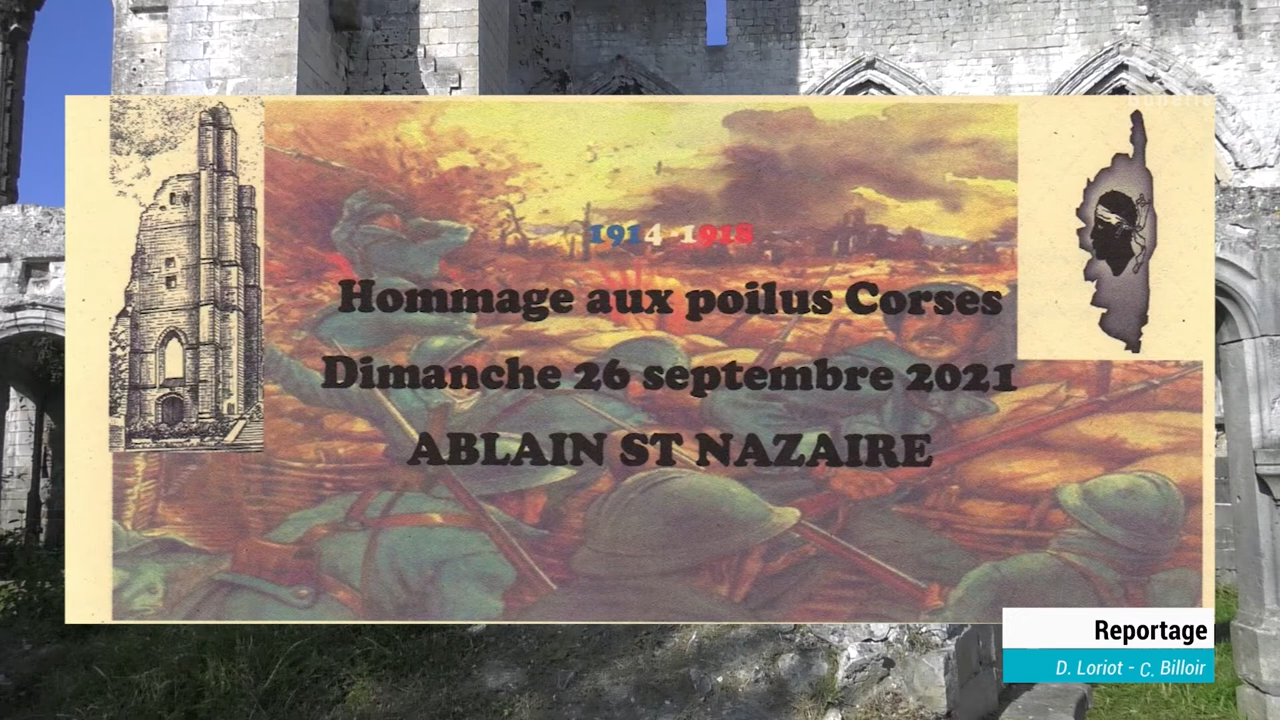 1914-1918
Hommage aux poilus Corses
Dimanche 26 septembre 2021
ABLAIN ST NAZAIRE
Reportage
D. Loriot - C. Billoir